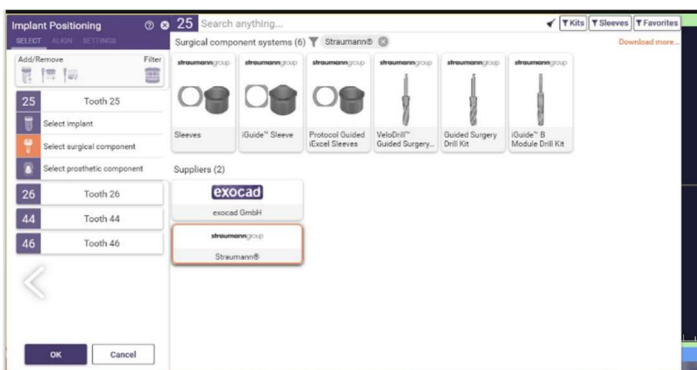 Implant Positioning
SELECT ALIGN SETTINGS
Add/Remove Filter
25 Tooth 25
Select implant
Select surgical component
Select prosthetic component
26 Tooth 26
44 Tooth 44
46 Tooth 46
OK Cancel
25 Search anything...
Kits Sleeves Favorites
Surgical component systems (6) Straumann®
Download more...
straumanngroup straumanngroup straumanngroup straumanngroup straumanngroup straumanngroup
Sleeves
iGuide™ Sleeve
Protocol Guided
iExcel Sleeves
VeloDrill™
Guided Surgery...
Guided Surgery
Drill Kit
iGuide™ B
Module Drill Kit
Suppliers (2)
exocad
exocad GmbH
straumanngroup
Straumann®